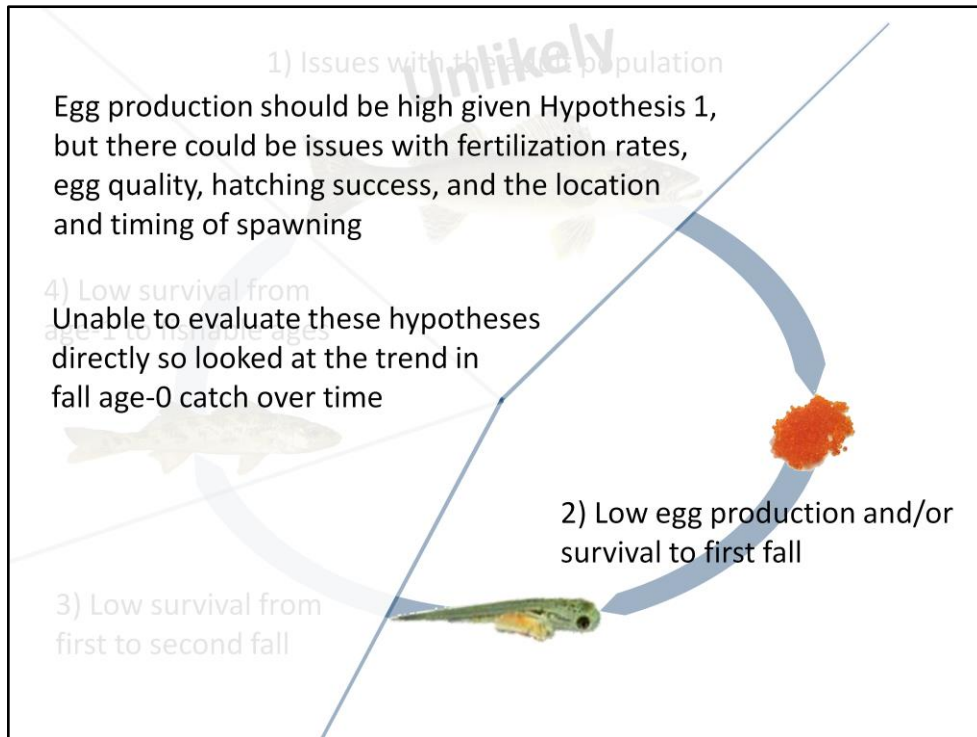 1) Issues with the adult population
Unlikely
Egg production should be high given Hypothesis 1,
but there could be issues with fertilization rates,
egg quality, hatching success, and the location
and timing of spawning
4) Low survival from
age-1 to fishable ages
Unable to evaluate these hypotheses
directly so looked at the trend in
fall age-0 catch over time
2) Low egg production and/or
survival to first fall
3) Low survival from
first to second fall